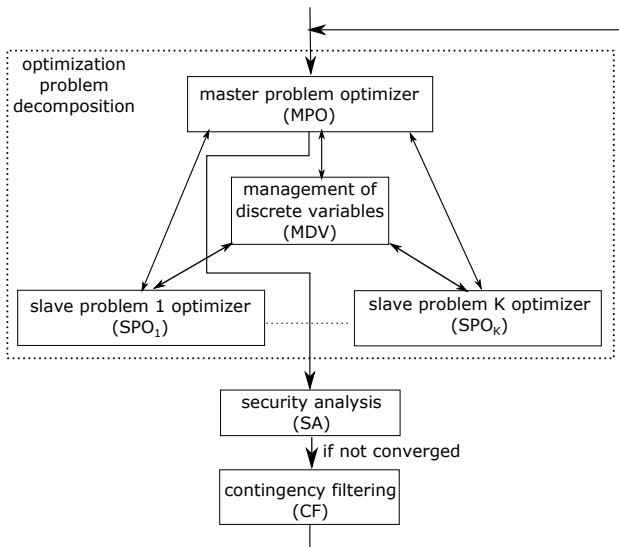 optimization
problem
decomposition
master problem optimizer
(MPO)
management of
discrete variables
(MDV)
slave problem 1 optimizer
(SPO₁)
slave problem K optimizer
(SPOₖ)
security analysis
(SA)
if not converged
contingency filtering
(CF)